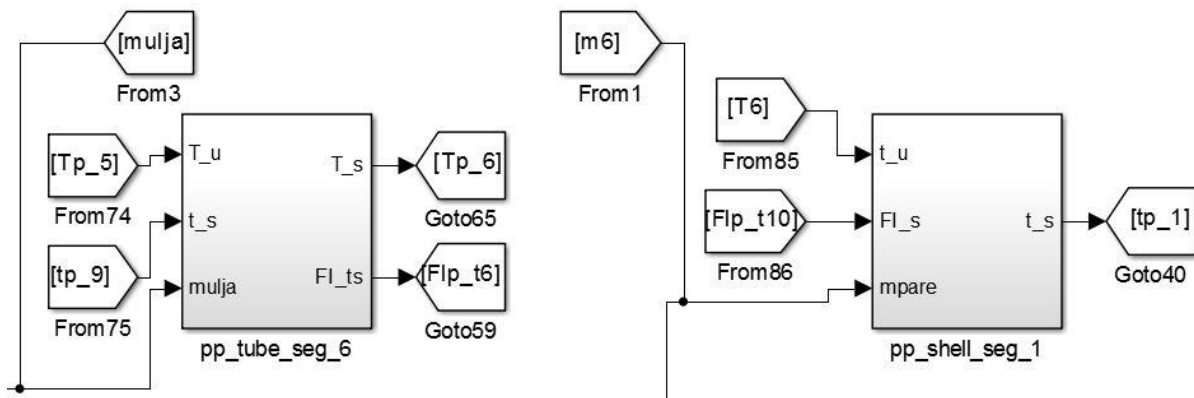 [mulja]
From3
[Tp_5]
From74
[tp_9]
From75
T_u
t_s
mulja
T_s
FI_ts
pp_tube_seg_6
[Tp_6]
Goto65
[FIp_t6]
Goto59
[m6]
From1
[T6]
From85
[FIp_t10]
From86
t_u
FI_s
mpare
t_s
pp_shell_seg_1
[tp_1]
Goto40